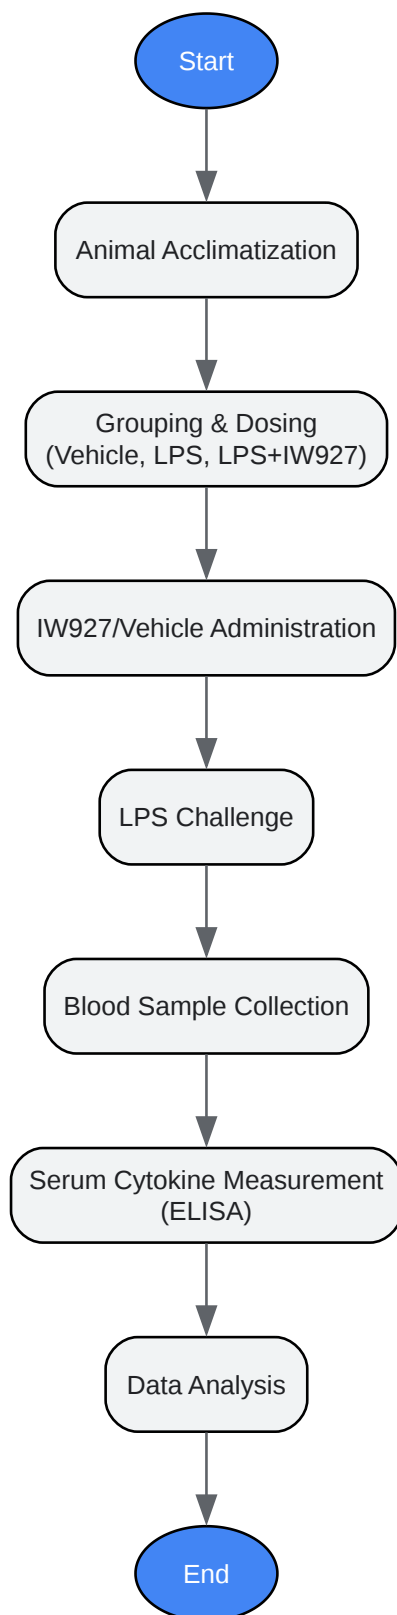 Start
Animal Acclimatization
Grouping & Dosing
(Vehicle, LPS, LPS+IW927)
IW927/Vehicle Administration
LPS Challenge
Blood Sample Collection
Serum Cytokine Measurement
(ELISA)
Data Analysis
End